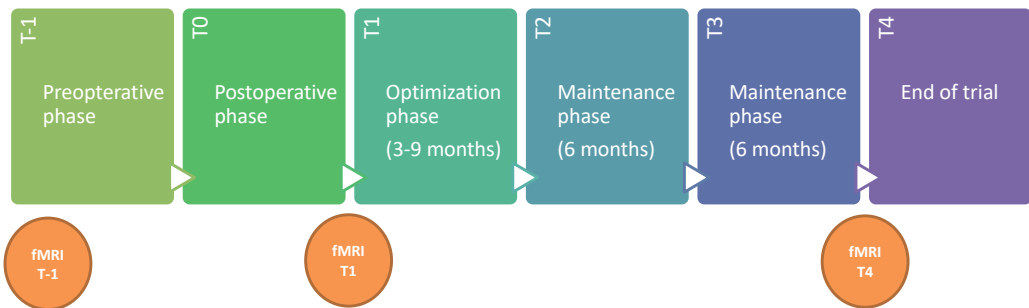 T-1
Preopterative
phase
T0
Postoperative
phase
T1
Optimization
phase
(3-9 months)
T2
Maintenance
phase
(6 months)
T3
Maintenance
phase
(6 months)
T4
End of trial
fMRI
T-1
fMRI
T1
fMRI
T4